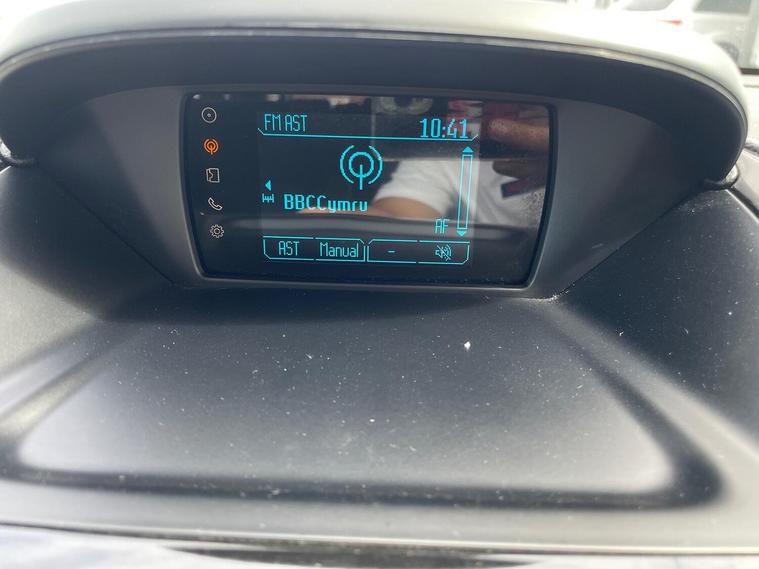 FM AST 10:41
BBCCymru
AF
AST Manual -